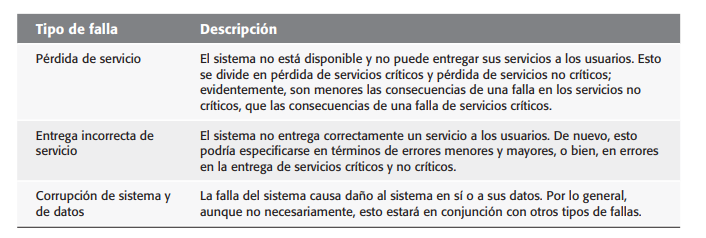 Tipo de falla Descripción
Pérdida de servicio El sistema no está disponible y no puede entregar sus servicios a los usuarios. Esto
se divide en pérdida de servicios críticos y pérdida de servicios no críticos;
evidentemente, son menores las consecuencias de una falla en los servicios no
críticos, que las consecuencias de una falla de servicios críticos.
Entrega incorrecta de El sistema no entrega correctamente un servicio a los usuarios. De nuevo, esto
servicio podría especificarse en términos de errores menores y mayores, o bien, en errores
en la entrega de servicios críticos y no críticos.
Corrupción de sistema y La falla del sistema causa daño al sistema en sí o a sus datos. Por lo general,
de datos aunque no necesariamente, esto estará en conjunción con otros tipos de fallas.